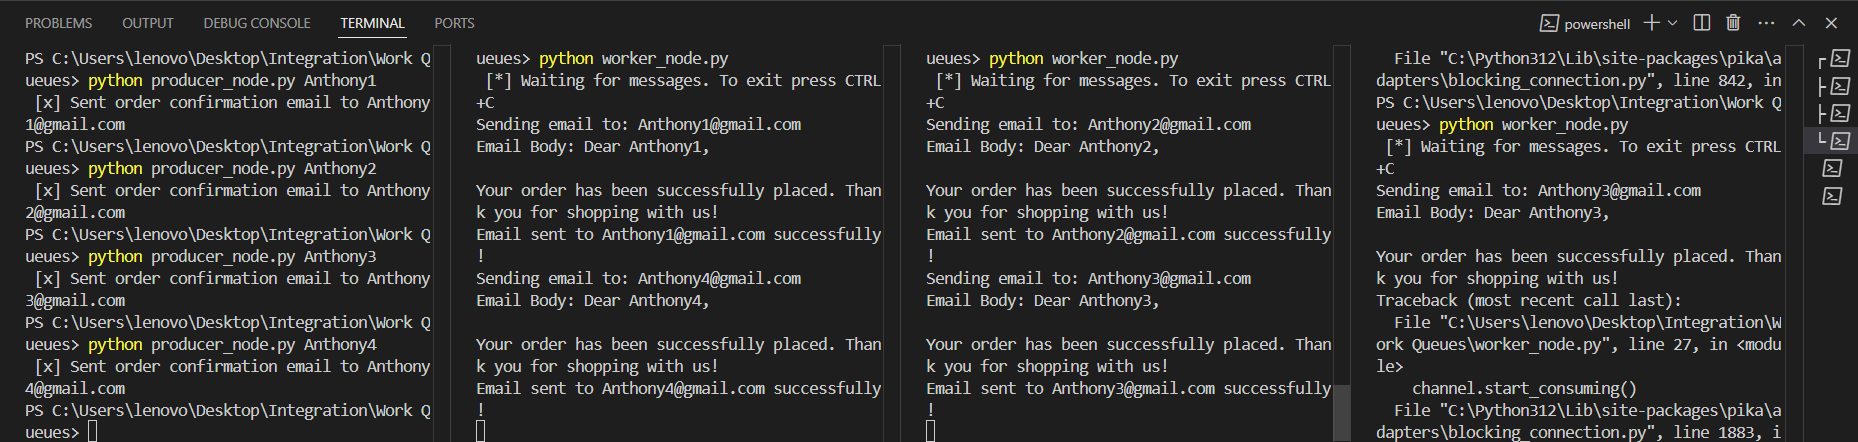 PROBLEMS OUTPUT DEBUG CONSOLE TERMINAL PORTS
powershell
PS C:\Users\lenovo\Desktop\Integration\Work Q
ueues> python producer_node.py Anthony1
[x] Sent order confirmation email to Anthony
1@gmail.com
PS C:\Users\lenovo\Desktop\Integration\Work Q
ueues> python producer_node.py Anthony2
[x] Sent order confirmation email to Anthony
2@gmail.com
PS C:\Users\lenovo\Desktop\Integration\Work Q
ueues> python producer_node.py Anthony3
[x] Sent order confirmation email to Anthony
3@gmail.com
PS C:\Users\lenovo\Desktop\Integration\Work Q
ueues> python producer_node.py Anthony4
[x] Sent order confirmation email to Anthony
4@gmail.com
PS C:\Users\lenovo\Desktop\Integration\Work Q
ueues>
ueues> python worker_node.py
[*] Waiting for messages. To exit press CTRL
+C
Sending email to: Anthony1@gmail.com
Email Body: Dear Anthony1,
Your order has been successfully placed. Than
k you for shopping with us!
Email sent to Anthony1@gmail.com successfully
!
Sending email to: Anthony4@gmail.com
Email Body: Dear Anthony4,
Your order has been successfully placed. Than
k you for shopping with us!
Email sent to Anthony4@gmail.com successfully
!
ueues> python worker_node.py
[*] Waiting for messages. To exit press CTRL
+C
Sending email to: Anthony2@gmail.com
Email Body: Dear Anthony2,
Your order has been successfully placed. Than
k you for shopping with us!
Email sent to Anthony2@gmail.com successfully
!
Sending email to: Anthony3@gmail.com
Email Body: Dear Anthony3,
Your order has been successfully placed. Than
k you for shopping with us!
Email sent to Anthony3@gmail.com successfully
!
File "C:\Python312\Lib\site-packages\pika\a
dapters\blocking_connection.py", line 842, in
PS C:\Users\lenovo\Desktop\Integration\Work Q
ueues> python worker_node.py
[*] Waiting for messages. To exit press CTRL
+C
Sending email to: Anthony3@gmail.com
Email Body: Dear Anthony3,
Your order has been successfully placed. Than
k you for shopping with us!
Traceback (most recent call last):
File "C:\Users\lenovo\Desktop\Integration\W
ork Queues\worker_node.py", line 27, in <modu
le>
channel.start_consuming()
File "C:\Python312\Lib\site-packages\pika\a
dapters\blocking_connection.py", line 1883, i